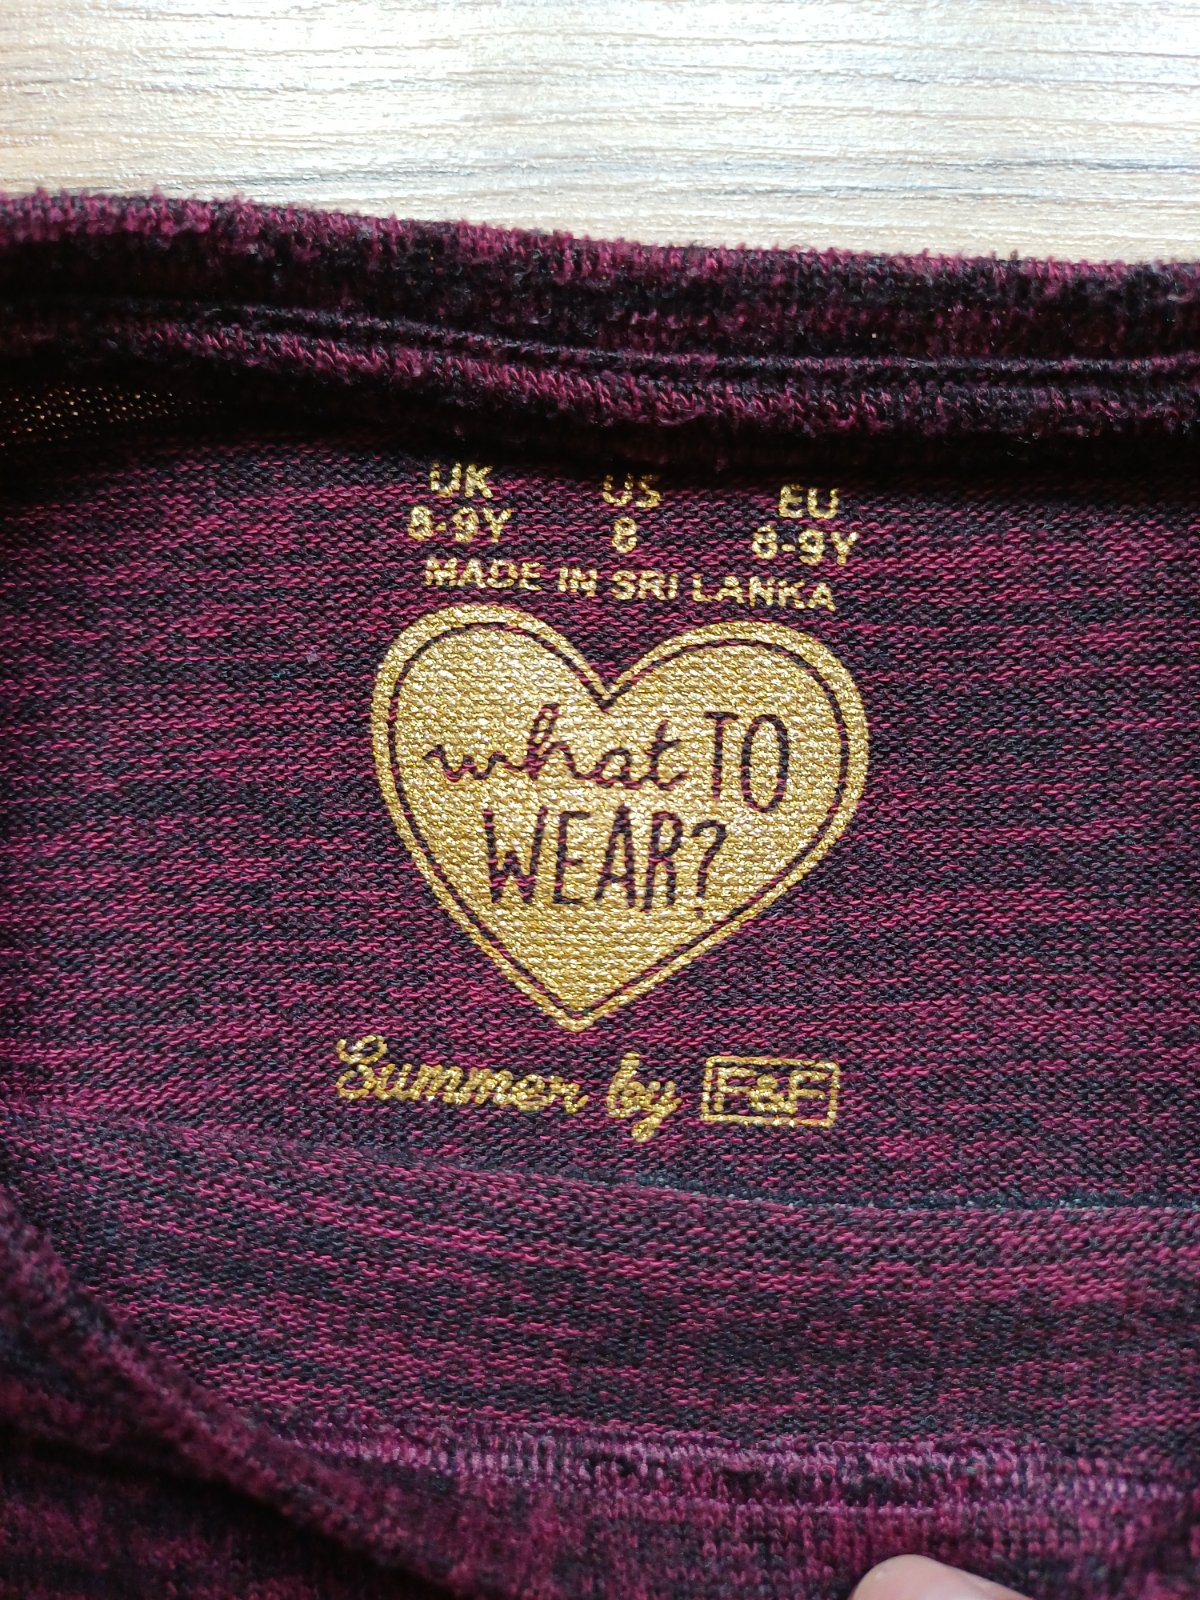 UK US EU
8-9Y 8 8-9Y
MADE IN SRI LANKA
what TO
WEAR?
Summer by F&F